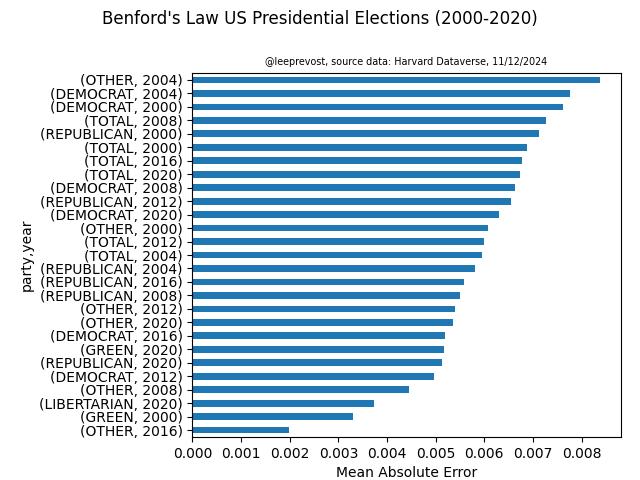 Benford's Law US Presidential Elections (2000-2020)
@leeprevost, source data: Harvard Dataverse, 11/12/2024
(OTHER, 2004)
(DEMOCRAT, 2004)
(DEMOCRAT, 2000)
(TOTAL, 2008)
(REPUBLICAN, 2000)
(TOTAL, 2000)
(TOTAL, 2016)
(TOTAL, 2020)
(DEMOCRAT, 2008)
(REPUBLICAN, 2012)
(DEMOCRAT, 2020)
(OTHER, 2000)
(TOTAL, 2012)
(TOTAL, 2004)
(REPUBLICAN, 2004)
(REPUBLICAN, 2016)
(REPUBLICAN, 2008)
(OTHER, 2012)
(OTHER, 2020)
(DEMOCRAT, 2016)
(GREEN, 2020)
(REPUBLICAN, 2020)
(DEMOCRAT, 2012)
(OTHER, 2008)
(LIBERTARIAN, 2020)
(GREEN, 2000)
(OTHER, 2016)
party,year
0.000 0.001 0.002 0.003 0.004 0.005 0.006 0.007 0.008
Mean Absolute Error